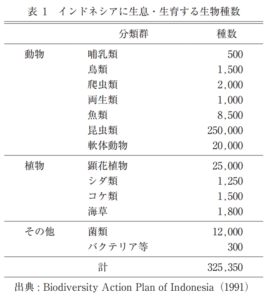 表 1 インドネシアに生息・生育する生物種数
分類群 種数
動物 哺乳類 500
鳥類 1,500
爬虫類 2,000
両生類 1,000
魚類 8,500
昆虫類 250,000
軟体動物 20,000
植物 顕花植物 25,000
シダ類 1,250
コケ類 1,500
海草 1,800
その他 菌類 12,000
バクテリア等 300
計 325,350
出典：Biodiversity Action Plan of Indonesia（1991）